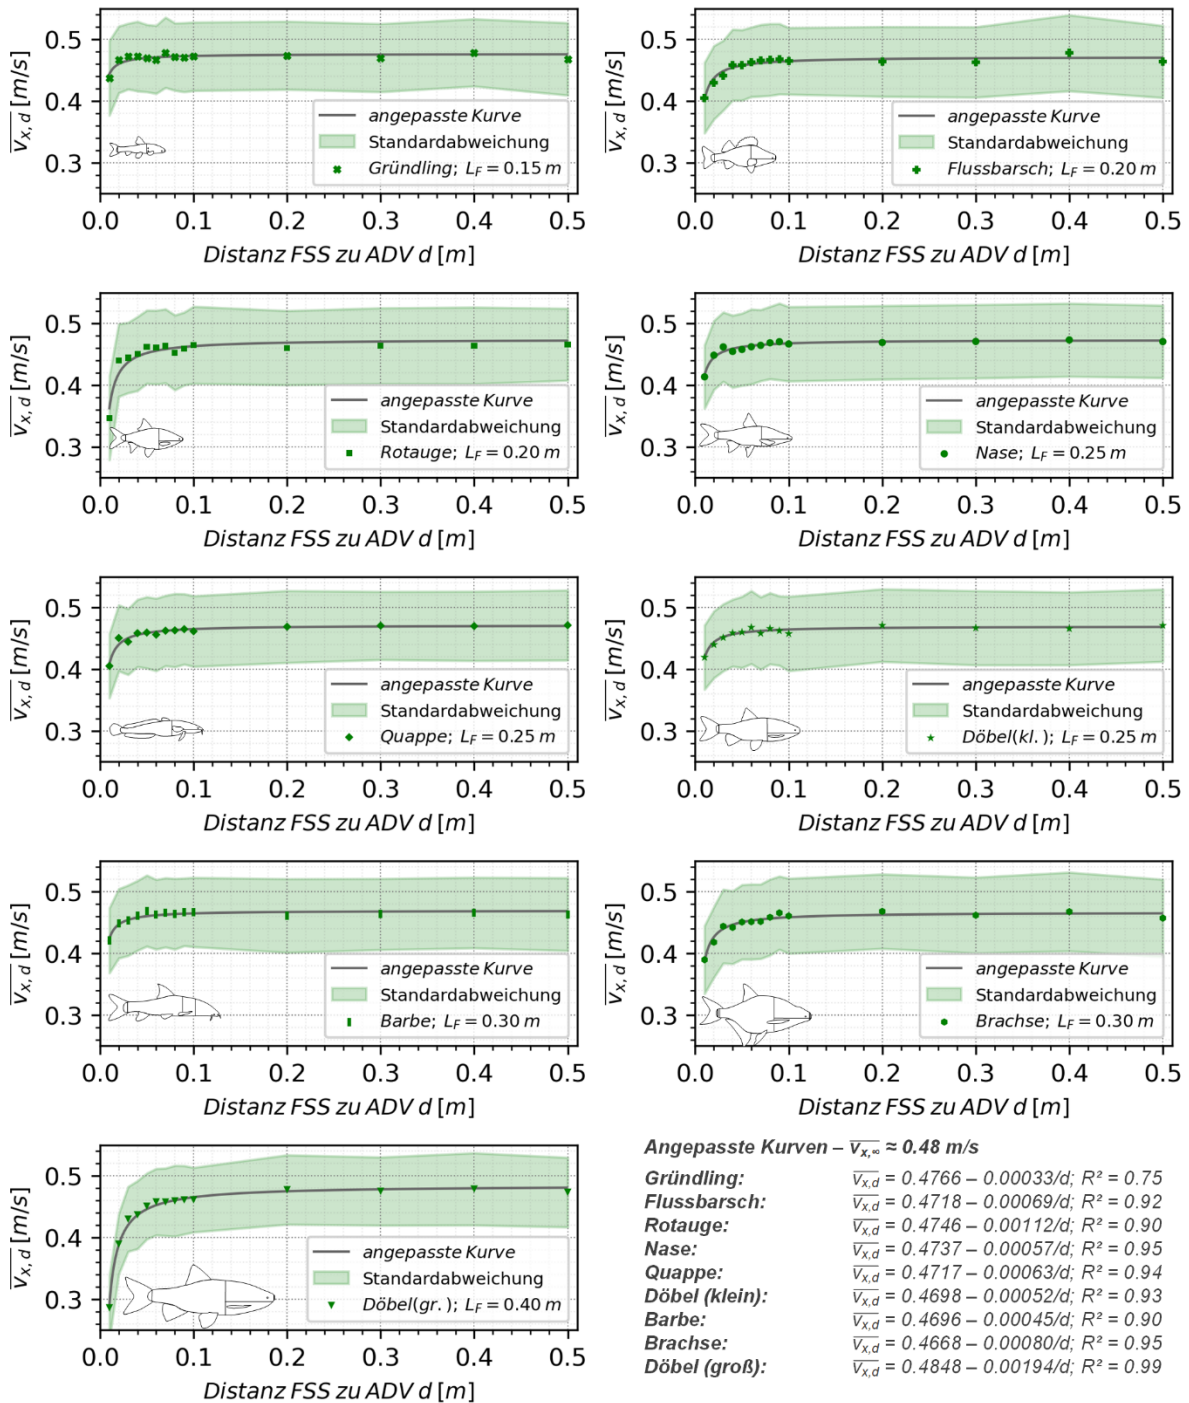 0.5
0.4
0.3
v̅x, d [m/s]
0.0 0.1 0.2 0.3 0.4 0.5
Distanz FSS zu ADV d [m]
angepasste Kurve
Standardabweichung
Gründling; LF = 0.15 m
0.5
0.4
0.3
v̅x, d [m/s]
0.0 0.1 0.2 0.3 0.4 0.5
Distanz FSS zu ADV d [m]
angepasste Kurve
Standardabweichung
Flussbarsch; LF = 0.20 m
0.5
0.4
0.3
v̅x, d [m/s]
0.0 0.1 0.2 0.3 0.4 0.5
Distanz FSS zu ADV d [m]
angepasste Kurve
Standardabweichung
Rotauge; LF = 0.20 m
0.5
0.4
0.3
v̅x, d [m/s]
0.0 0.1 0.2 0.3 0.4 0.5
Distanz FSS zu ADV d [m]
angepasste Kurve
Standardabweichung
Nase; LF = 0.25 m
0.5
0.4
0.3
v̅x, d [m/s]
0.0 0.1 0.2 0.3 0.4 0.5
Distanz FSS zu ADV d [m]
angepasste Kurve
Standardabweichung
Quappe; LF = 0.25 m
0.5
0.4
0.3
v̅x, d [m/s]
0.0 0.1 0.2 0.3 0.4 0.5
Distanz FSS zu ADV d [m]
angepasste Kurve
Standardabweichung
Döbel(kl.); LF = 0.25 m
0.5
0.4
0.3
v̅x, d [m/s]
0.0 0.1 0.2 0.3 0.4 0.5
Distanz FSS zu ADV d [m]
angepasste Kurve
Standardabweichung
Barbe; LF = 0.30 m
0.5
0.4
0.3
v̅x, d [m/s]
0.0 0.1 0.2 0.3 0.4 0.5
Distanz FSS zu ADV d [m]
angepasste Kurve
Standardabweichung
Brachse; LF = 0.30 m
0.5
0.4
0.3
v̅x, d [m/s]
0.0 0.1 0.2 0.3 0.4 0.5
Distanz FSS zu ADV d [m]
angepasste Kurve
Standardabweichung
Döbel(gr.); LF = 0.40 m
Angepasste Kurven – v̅x,∞ ≈ 0.48 m/s
Gründling: v̅x,d = 0.4766 – 0.00033/d; R² = 0.75
Flussbarsch: v̅x,d = 0.4718 – 0.00069/d; R² = 0.92
Rotauge: v̅x,d = 0.4746 – 0.00112/d; R² = 0.90
Nase: v̅x,d = 0.4737 – 0.00057/d; R² = 0.95
Quappe: v̅x,d = 0.4717 – 0.00063/d; R² = 0.94
Döbel (klein): v̅x,d = 0.4698 – 0.00052/d; R² = 0.93
Barbe: v̅x,d = 0.4696 – 0.00045/d; R² = 0.90
Brachse: v̅x,d = 0.4668 – 0.00080/d; R² = 0.95
Döbel (groß): v̅x,d = 0.4848 – 0.00194/d; R² = 0.99